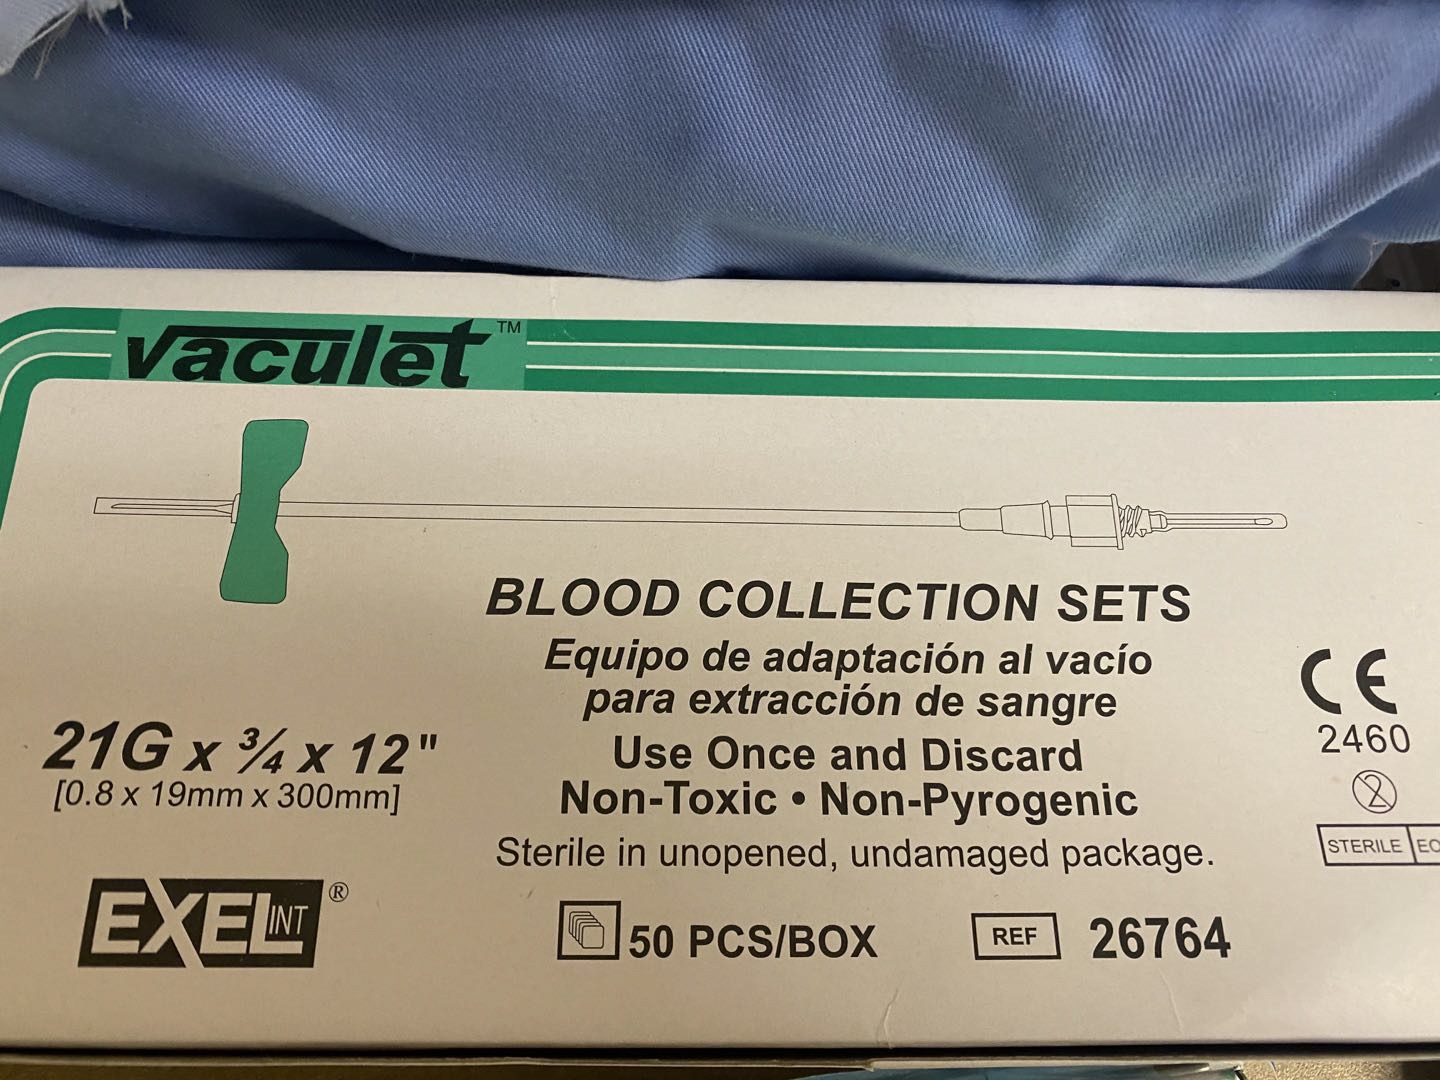 vaculet™
BLOOD COLLECTION SETS
Equipo de adaptación al vacío
para extracción de sangre
Use Once and Discard
Non-Toxic • Non-Pyrogenic
Sterile in unopened, undamaged package.
21G x ¾ x 12"
[0.8 x 19mm x 300mm]
EXEL INT ®
50 PCS/BOX
REF 26764
CE
2460
2
STERILE EO